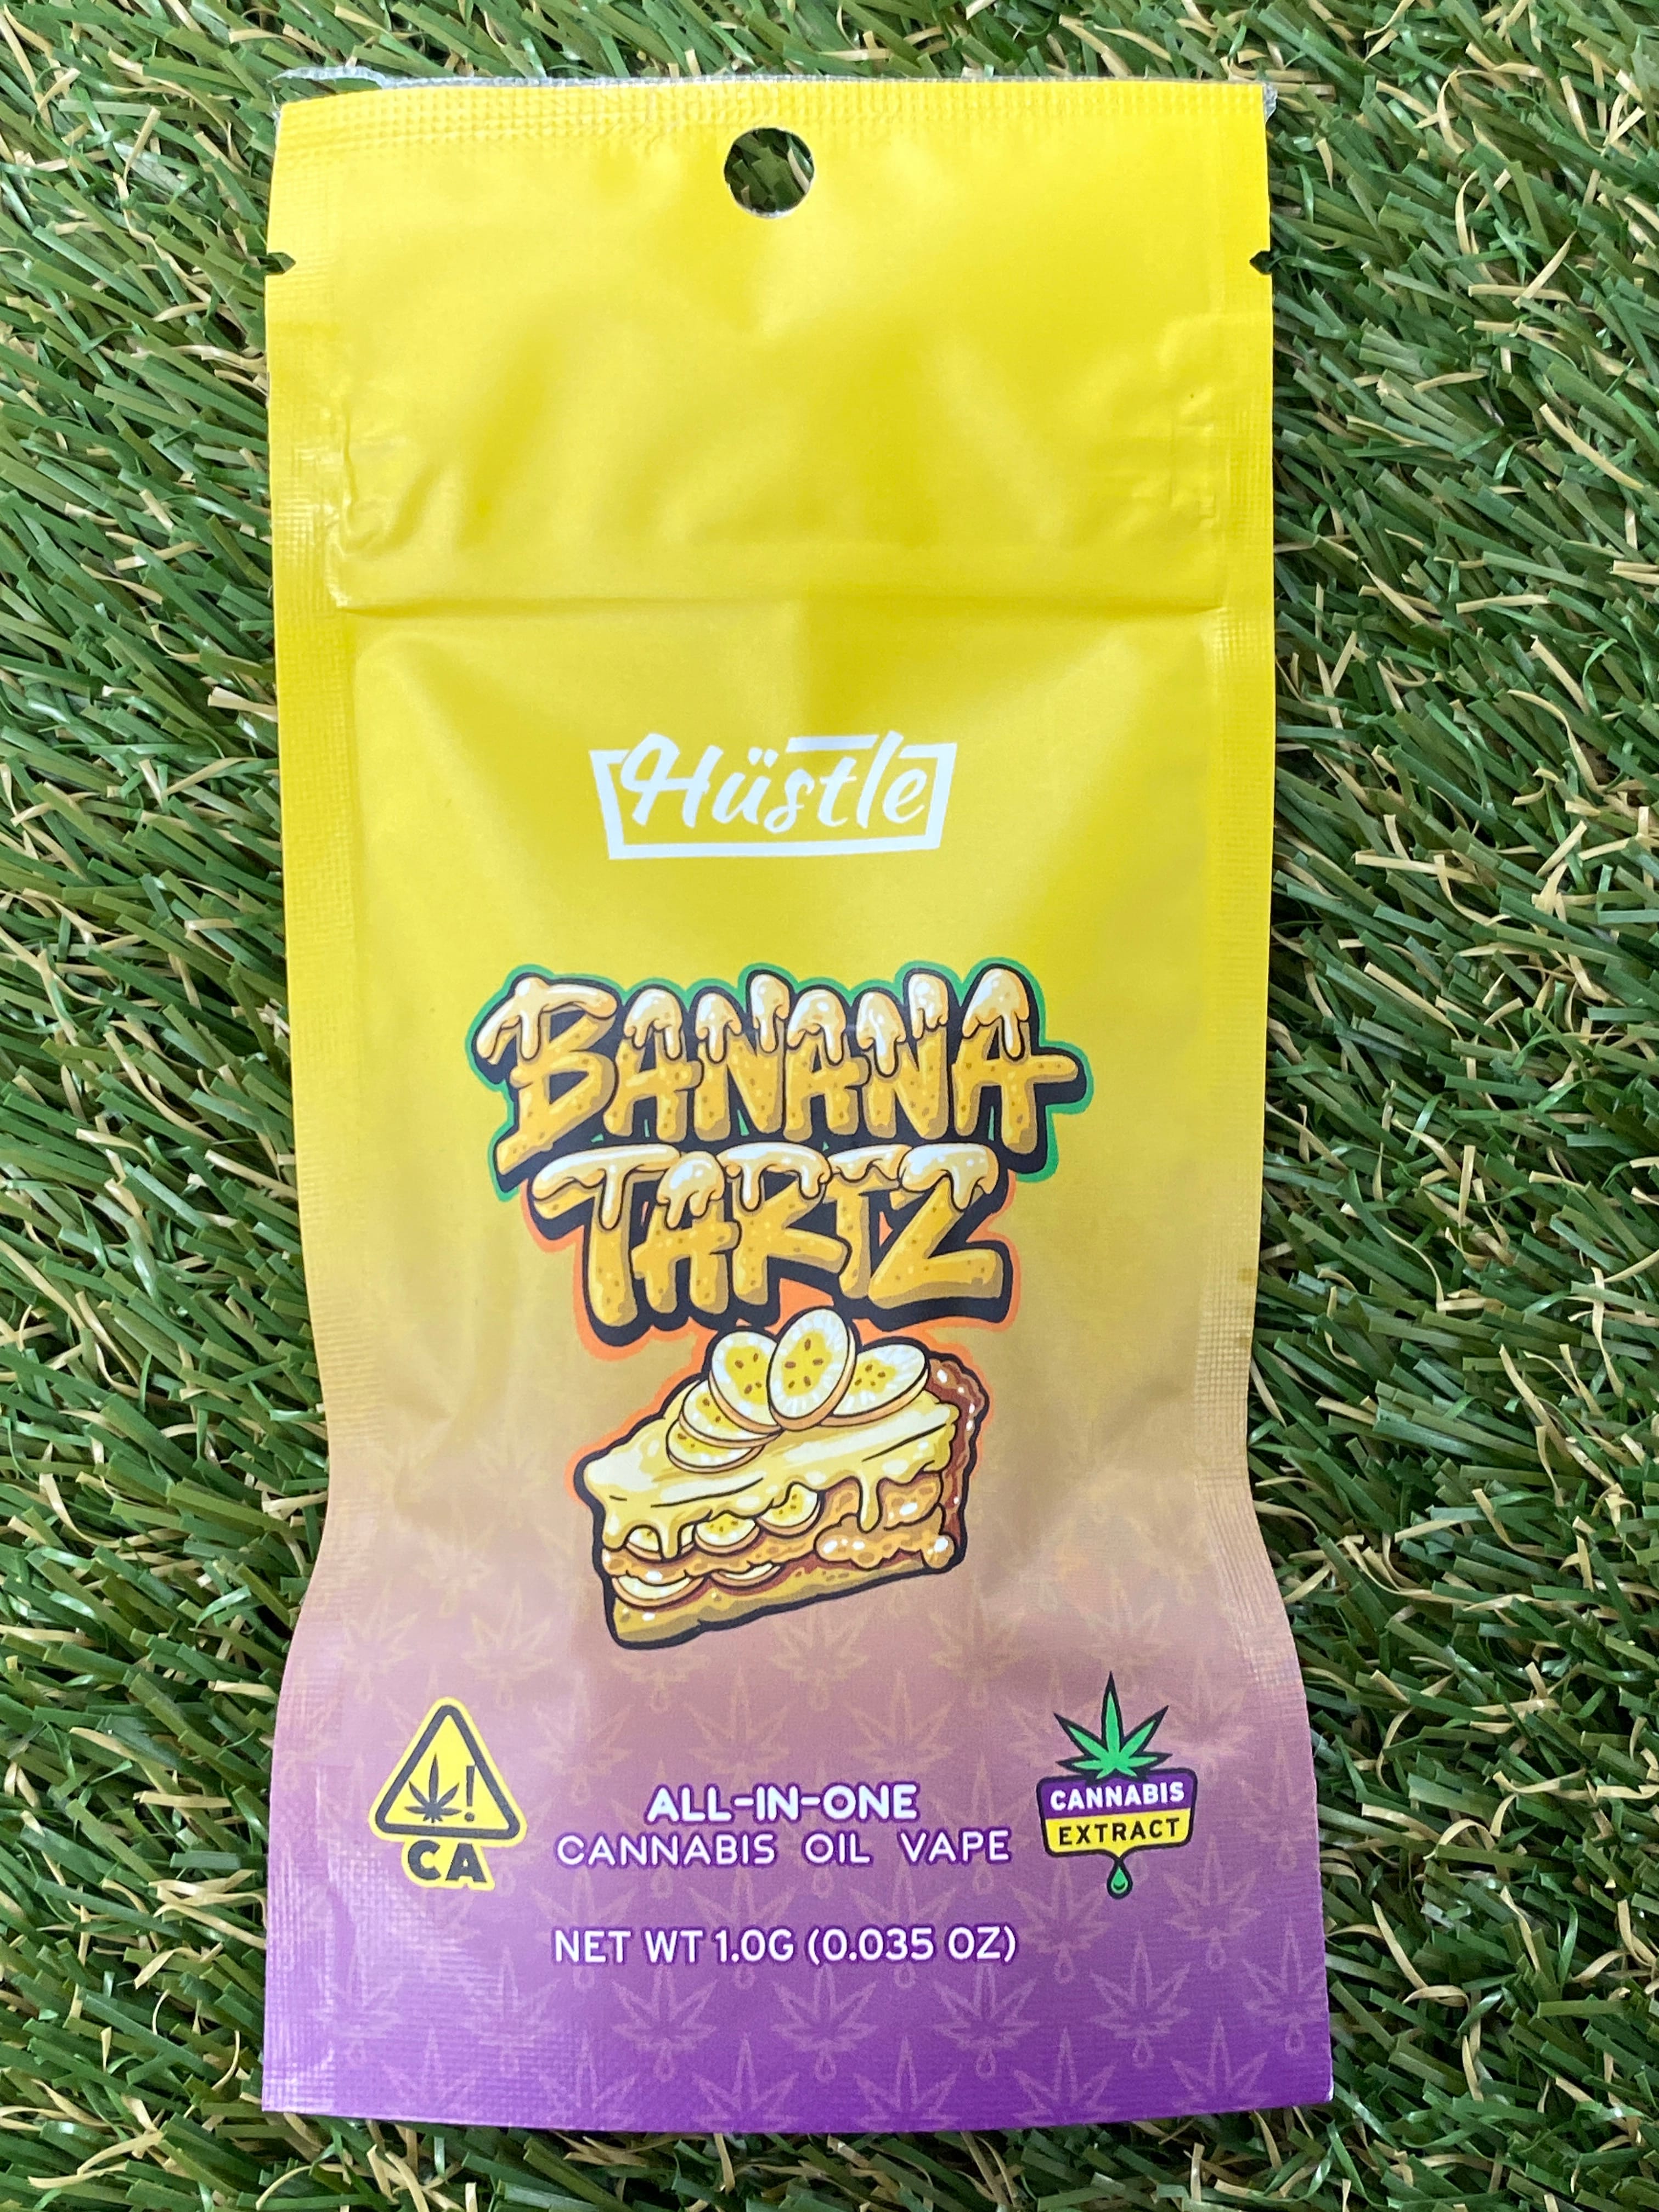 Hüstle
BANANA
TARTZ
!
CA
ALL-IN-ONE
CANNABIS OIL VAPE
CANNABIS
EXTRACT
NET WT 1.0G (0.035 OZ)